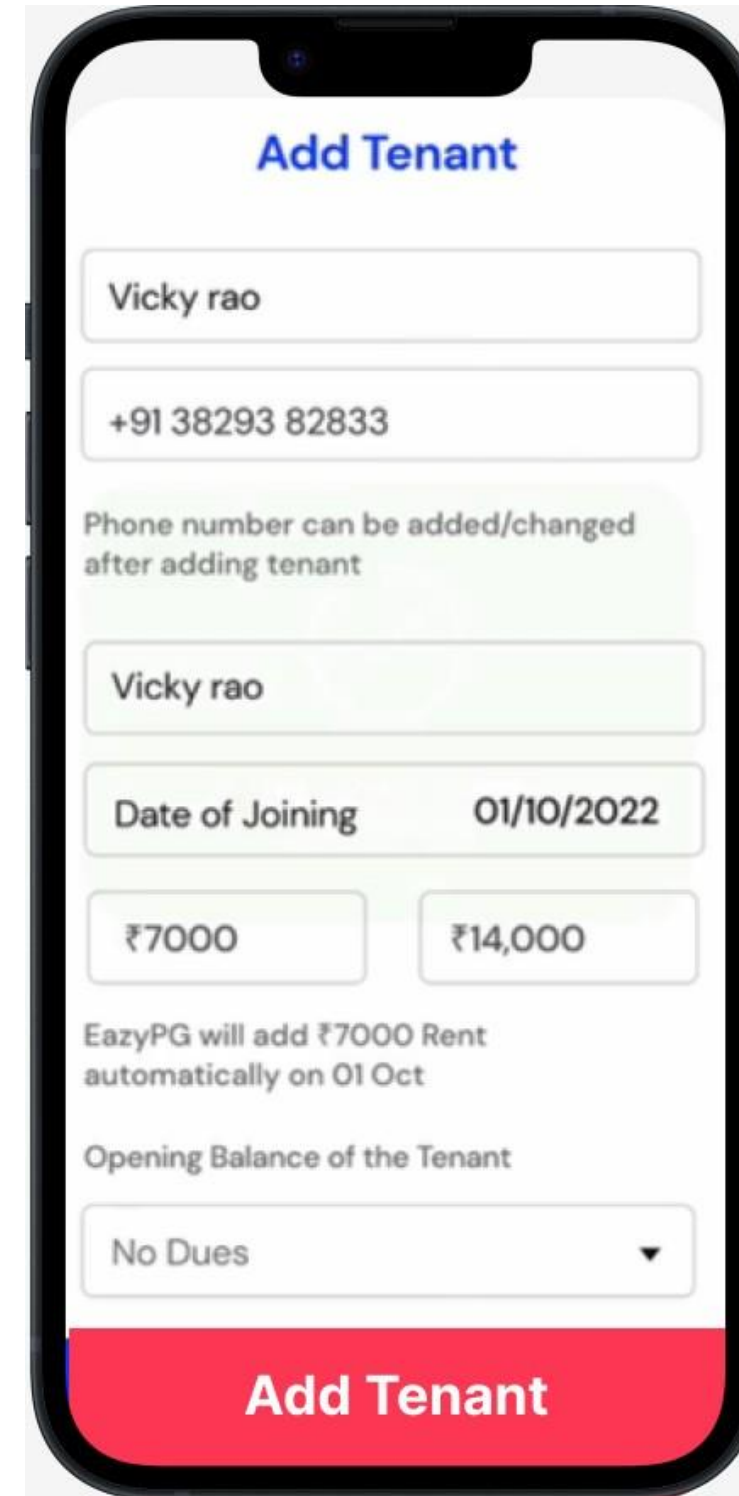 Add Tenant
Vicky rao
+91 38293 82833
Phone number can be added/changed
after adding tenant
Vicky rao
Date of Joining 01/10/2022
₹7000 ₹14,000
EazyPG will add ₹7000 Rent
automatically on 01 Oct
Opening Balance of the Tenant
No Dues
Add Tenant